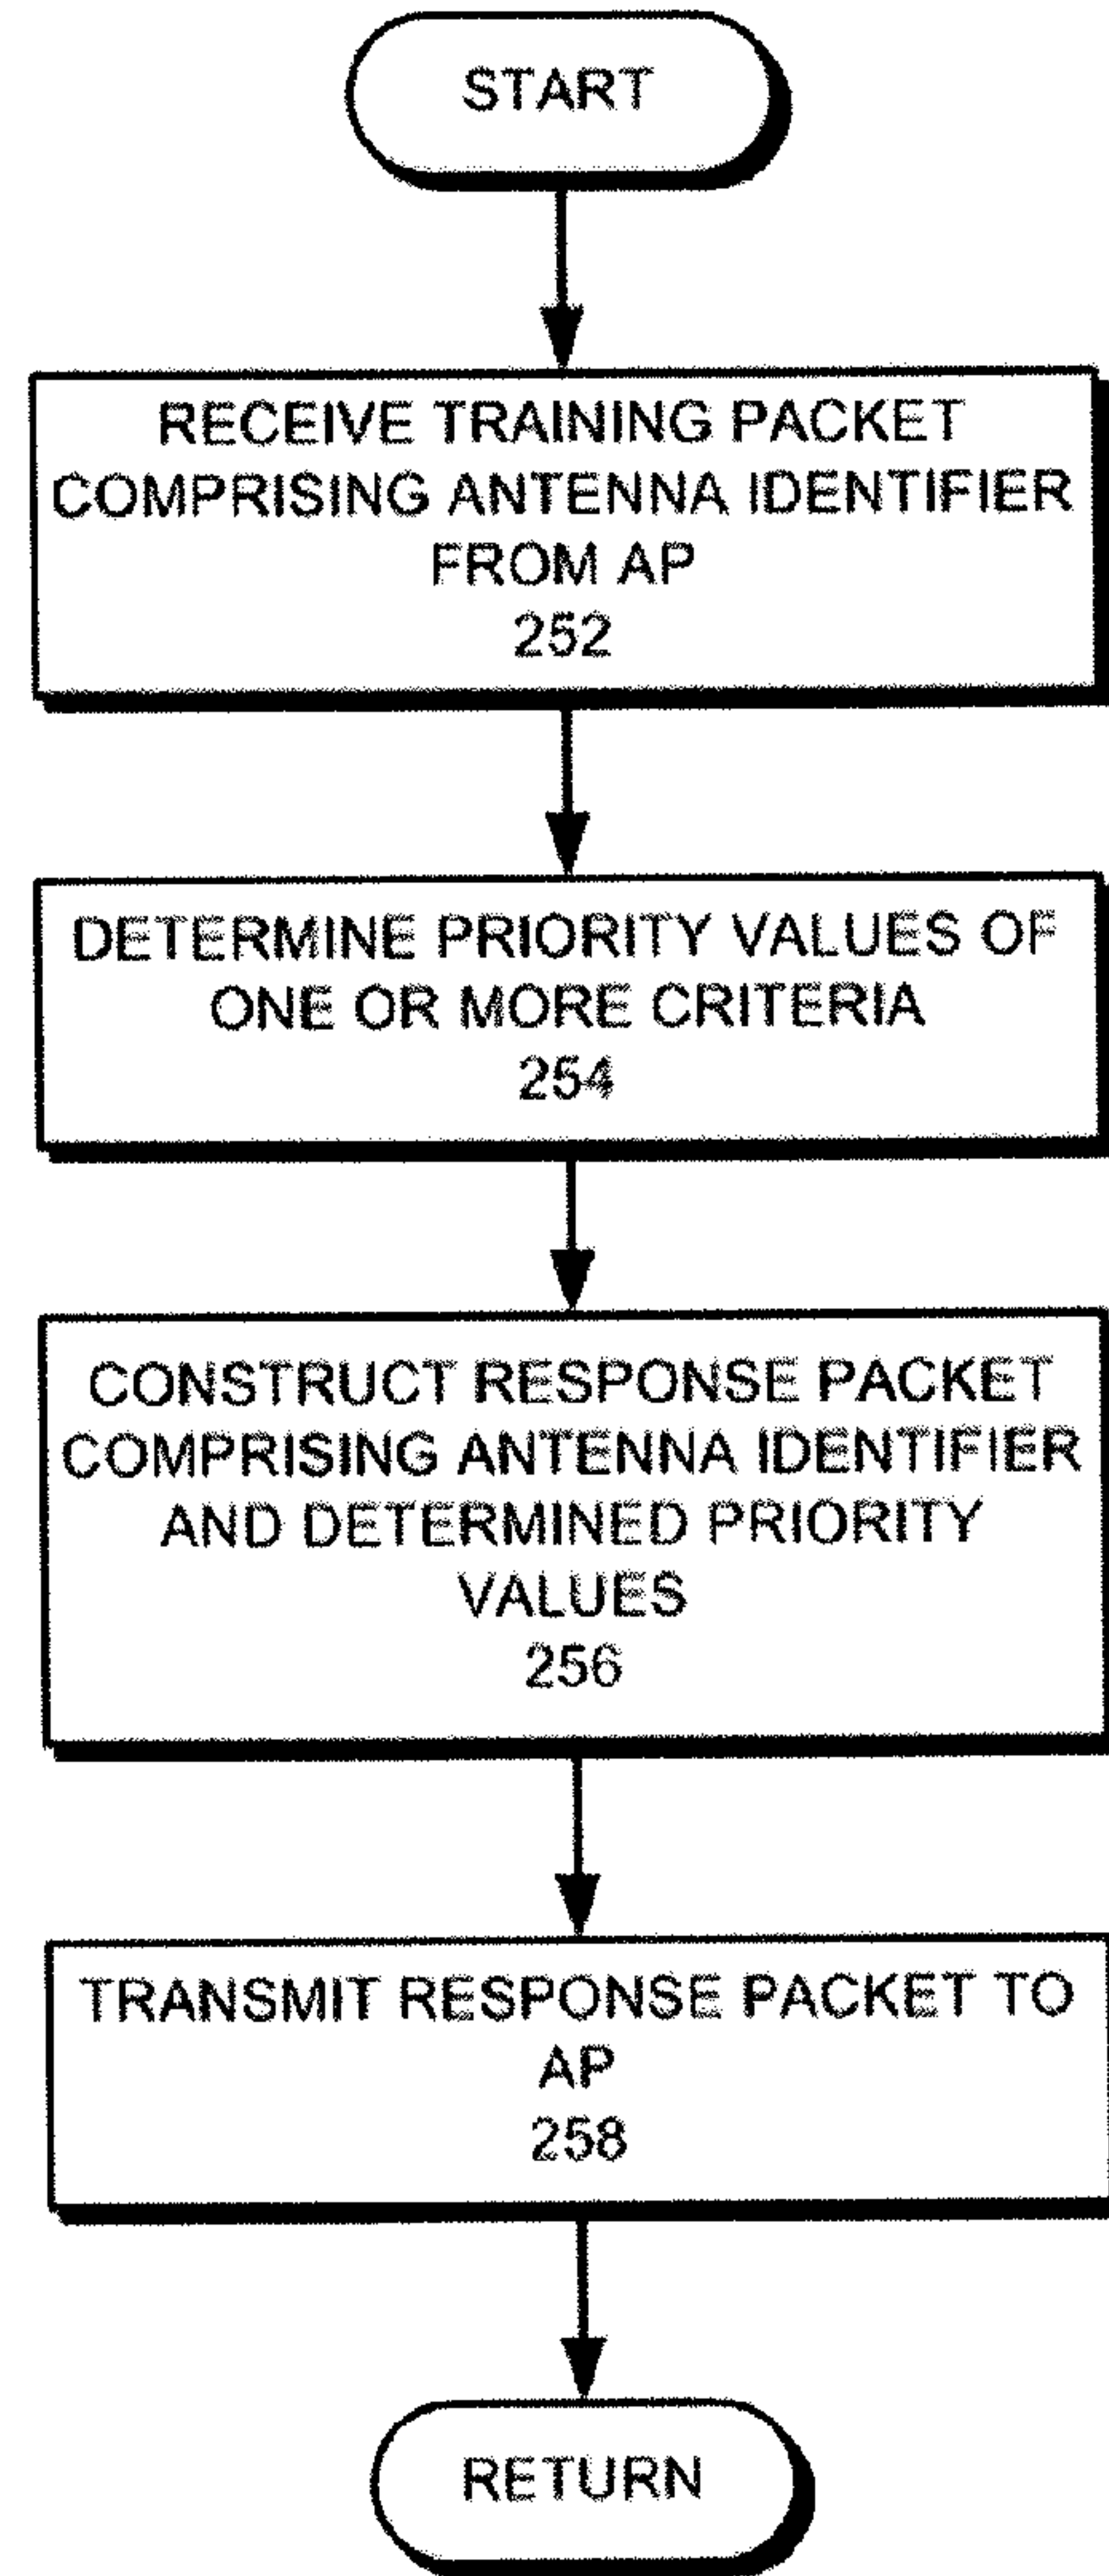 START
RECEIVE TRAINING PACKET
COMPRISING ANTENNA IDENTIFIER
FROM AP
252
DETERMINE PRIORITY VALUES OF
ONE OR MORE CRITERIA
254
CONSTRUCT RESPONSE PACKET
COMPRISING ANTENNA IDENTIFIER
AND DETERMINED PRIORITY
VALUES
256
TRANSMIT RESPONSE PACKET TO
AP
258
RETURN